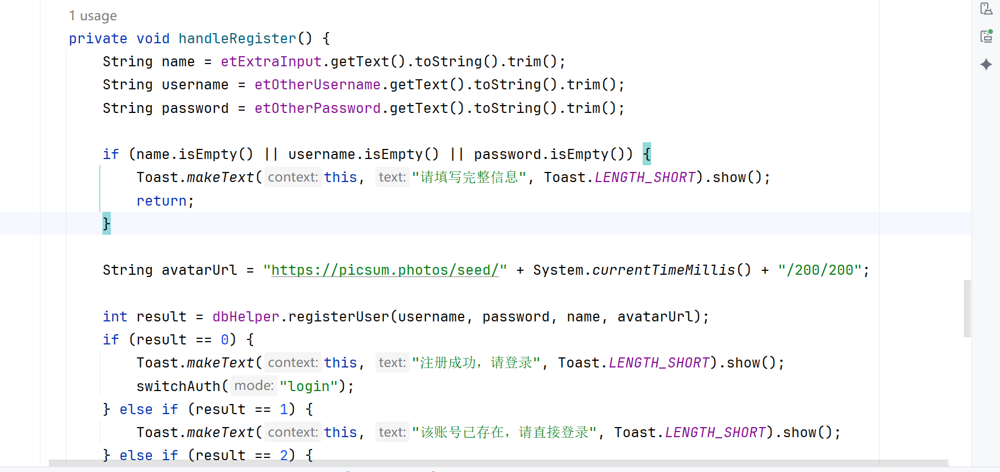 1 usage
private void handleRegister() {
String name = etExtraInput.getText().toString().trim();
String username = etOtherUsername.getText().toString().trim();
String password = etOtherPassword.getText().toString().trim();
if (name.isEmpty() || username.isEmpty() || password.isEmpty()) {
Toast.makeText( context: this, text: "请填写完整信息", Toast.LENGTH_SHORT).show();
return;
}
String avatarUrl = "https://picsum.photos/seed/" + System.currentTimeMillis() + "/200/200";
int result = dbHelper.registerUser(username, password, name, avatarUrl);
if (result == 0) {
Toast.makeText( context: this, text: "注册成功，请登录", Toast.LENGTH_SHORT).show();
switchAuth( mode: "login");
} else if (result == 1) {
Toast.makeText( context: this, text: "该账号已存在，请直接登录", Toast.LENGTH_SHORT).show();
} else if (result == 2) {